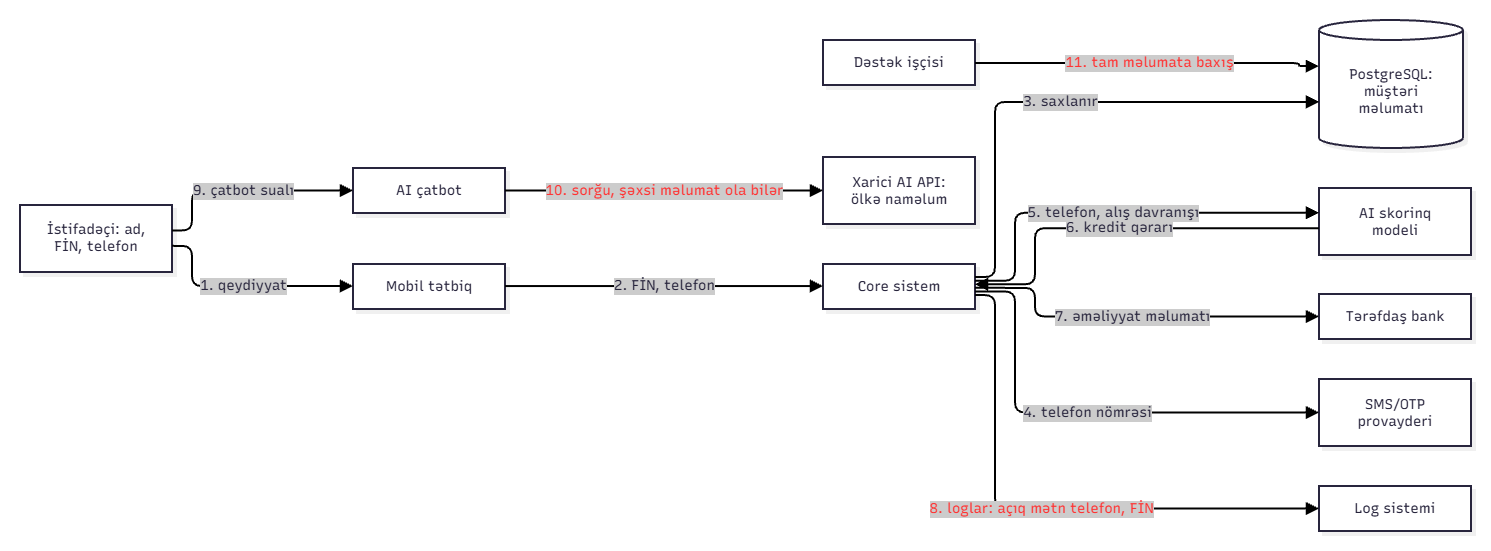 Dəstək işçisi
11. tam məlumata baxış
PostgreSQL:
müştəri
məlumatı
3. saxlanır
9. çatbot sualı
AI çatbot
10. sorğu, şəxsi məlumat ola bilər
Xarici AI API:
ölkə naməlum
5. telefon, alış davranışı
6. kredit qərarı
AI skorinq
modeli
İstifadəçi: ad,
FİN, telefon
1. qeydiyyat
Mobil tətbiq
2. FİN, telefon
Core sistem
7. əməliyyat məlumatı
Tərəfdaş bank
4. telefon nömrəsi
SMS/OTP
provayderi
8. loglar: açıq mətn telefon, FİN
Log sistemi